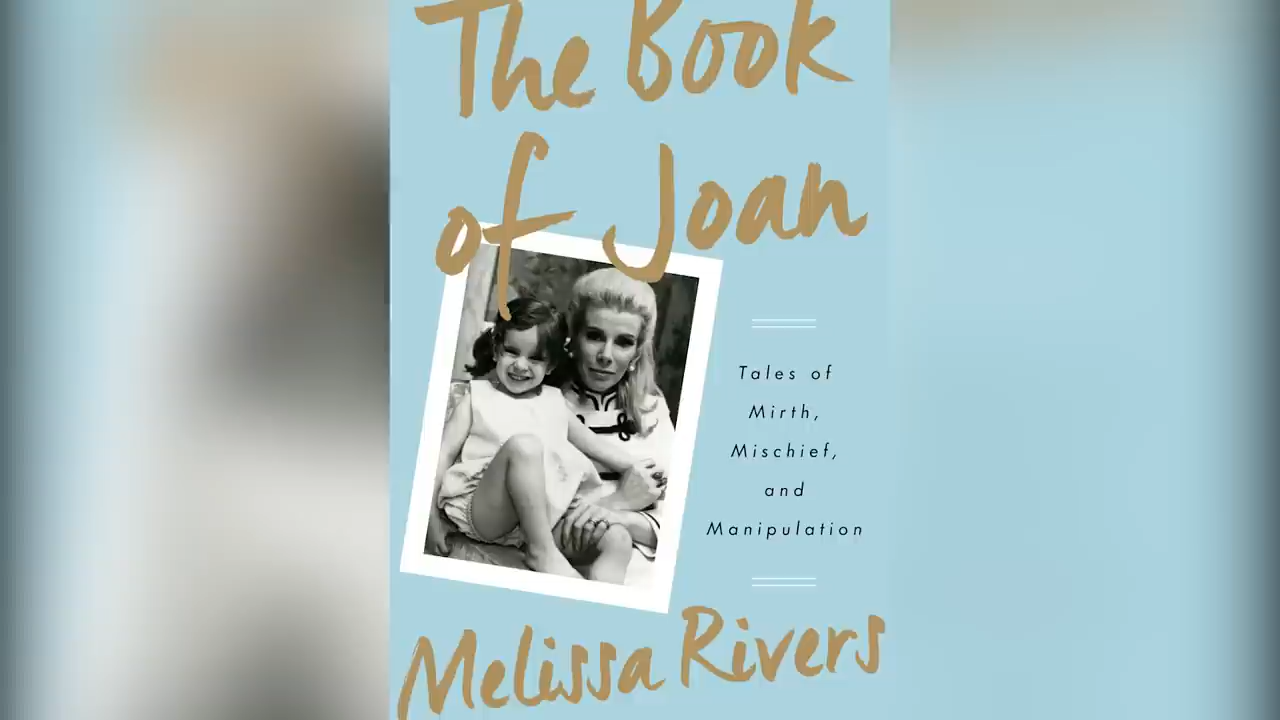 The Book
of Joan
Tales of
Mirth,
Mischief,
and
Manipulation
Melissa Rivers